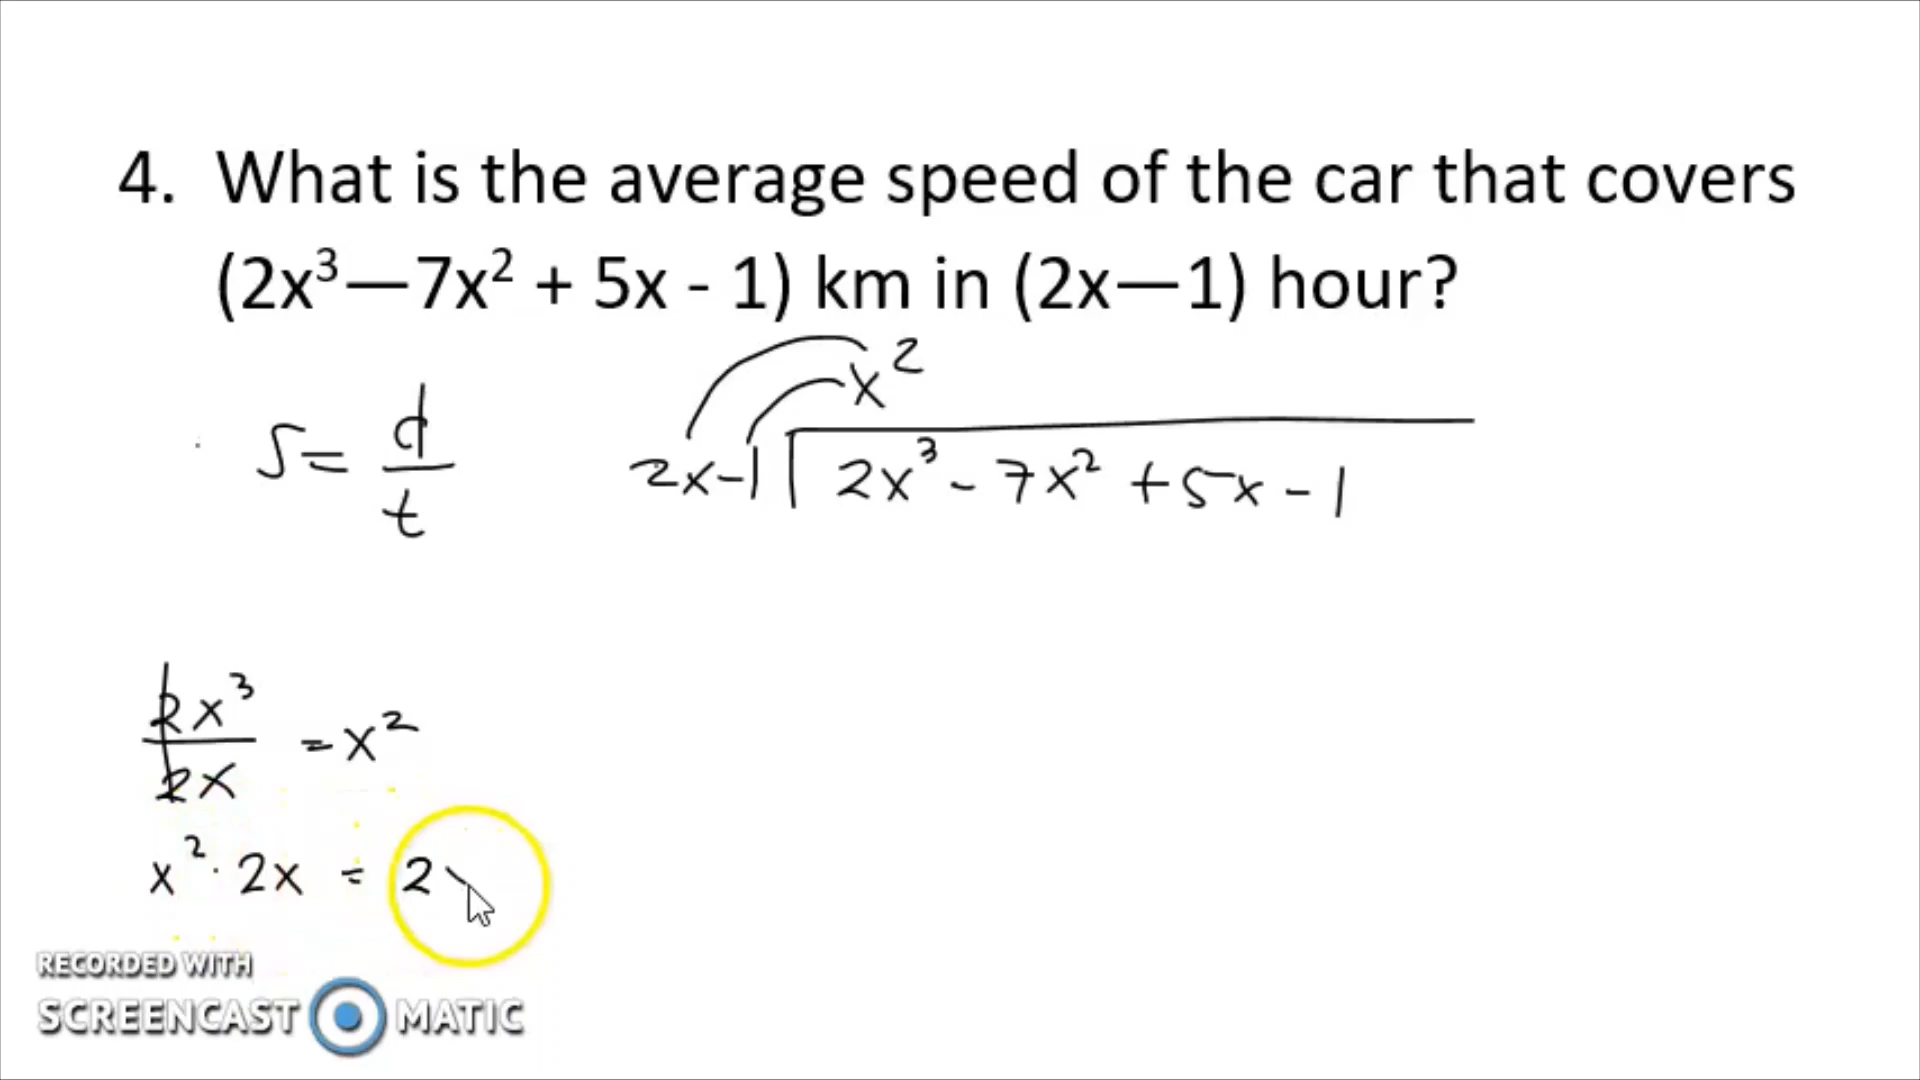 4. What is the average speed of the car that covers
(2x³—7x² + 5x - 1) km in (2x—1) hour?
x²
S = d/t
2x-1 2x³ - 7x² + 5x - 1
2x³/2x = x²
x² · 2x = 2
RECORDED WITH
SCREENCAST MATIC